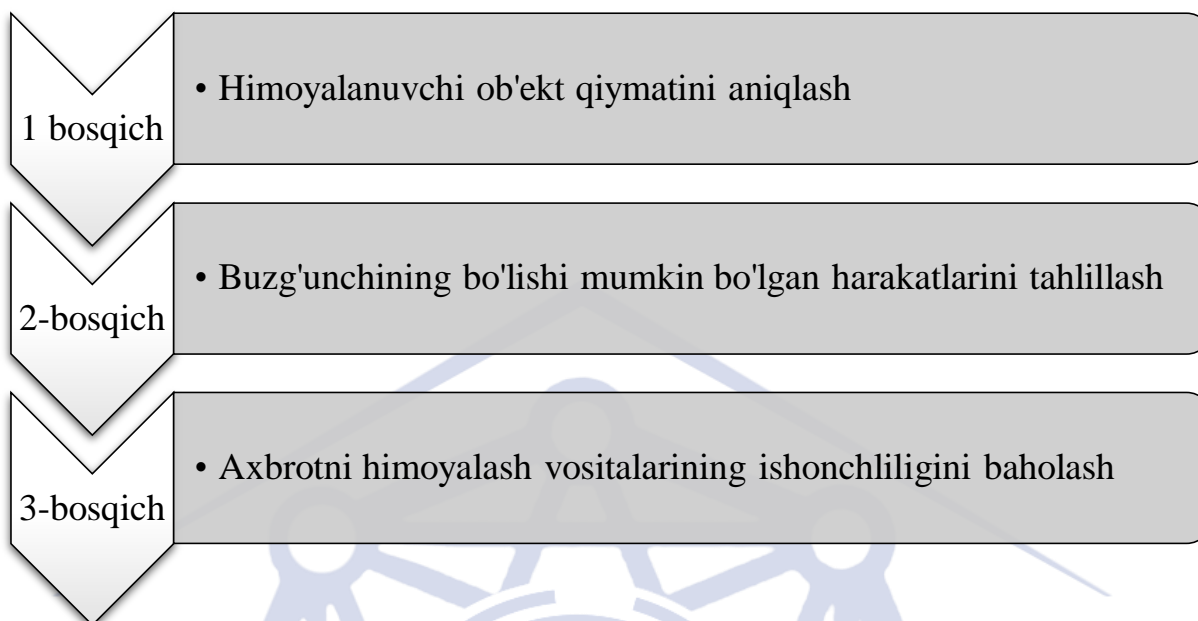 1 bosqich
• Himoyalanuvchi ob'ekt qiymatini aniqlash
2-bosqich
• Buzg'unchining bo'lishi mumkin bo'lgan harakatlarini tahlillash
3-bosqich
• Axbrotni himoyalash vositalarining ishonchliligini baholash